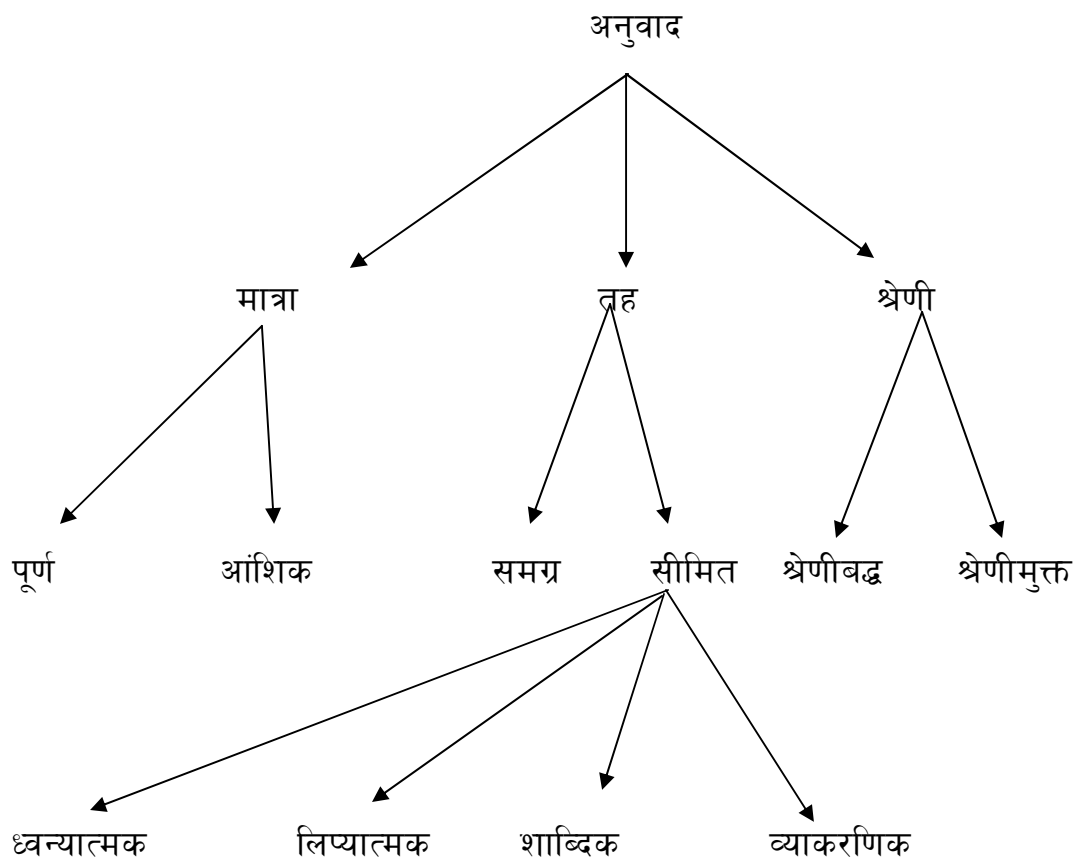 अनुवाद
मात्रा तह श्रेणी
पूर्ण आंशिक समग्र सीमित श्रेणीबद्ध श्रेणीमुक्त
ध्वन्यात्मक लिप्यात्मक शाब्दिक व्याकरणिक